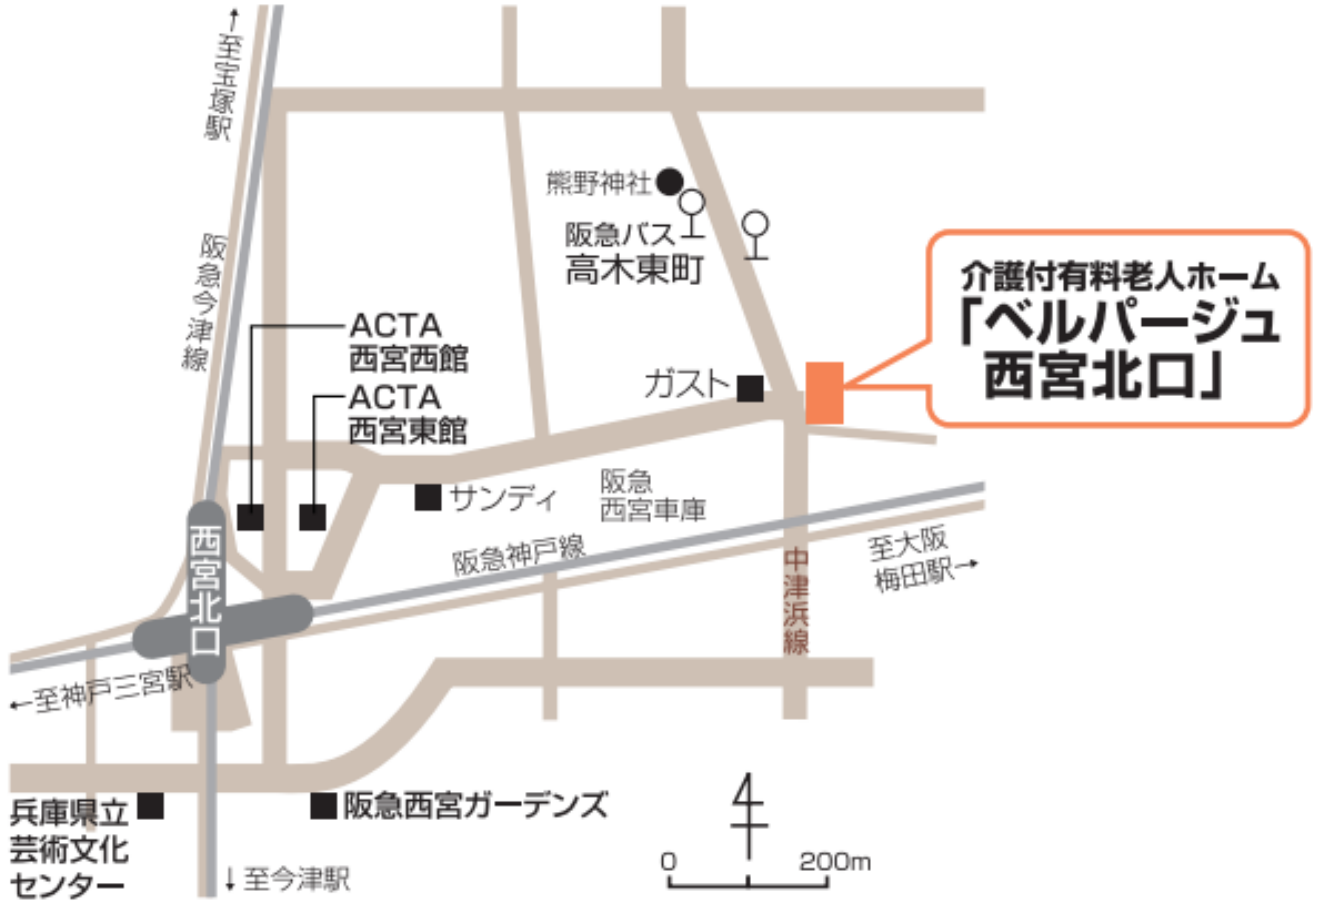 ↑至宝塚駅
阪急今津線
熊野神社
阪急バス
高木東町
介護付有料老人ホーム
「ベルパージュ
西宮北口」
ACTA
西宮西館
ACTA
西宮東館
ガスト
サンディ
阪急
西宮車庫
阪急神戸線
至大阪
梅田駅→
中津浜線
西宮北口
←至神戸三宮駅
兵庫県立
芸術文化
センター
阪急西宮ガーデンズ
↓至今津駅
0 200m